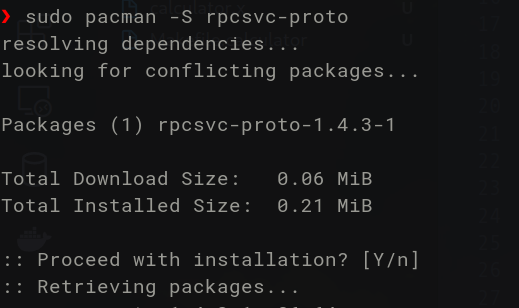 ❯ sudo pacman -S rpcsvc-proto
resolving dependencies...
looking for conflicting packages...
Packages (1) rpcsvc-proto-1.4.3-1
Total Download Size:   0.06 MiB
Total Installed Size:  0.21 MiB
:: Proceed with installation? [Y/n]
:: Retrieving packages...